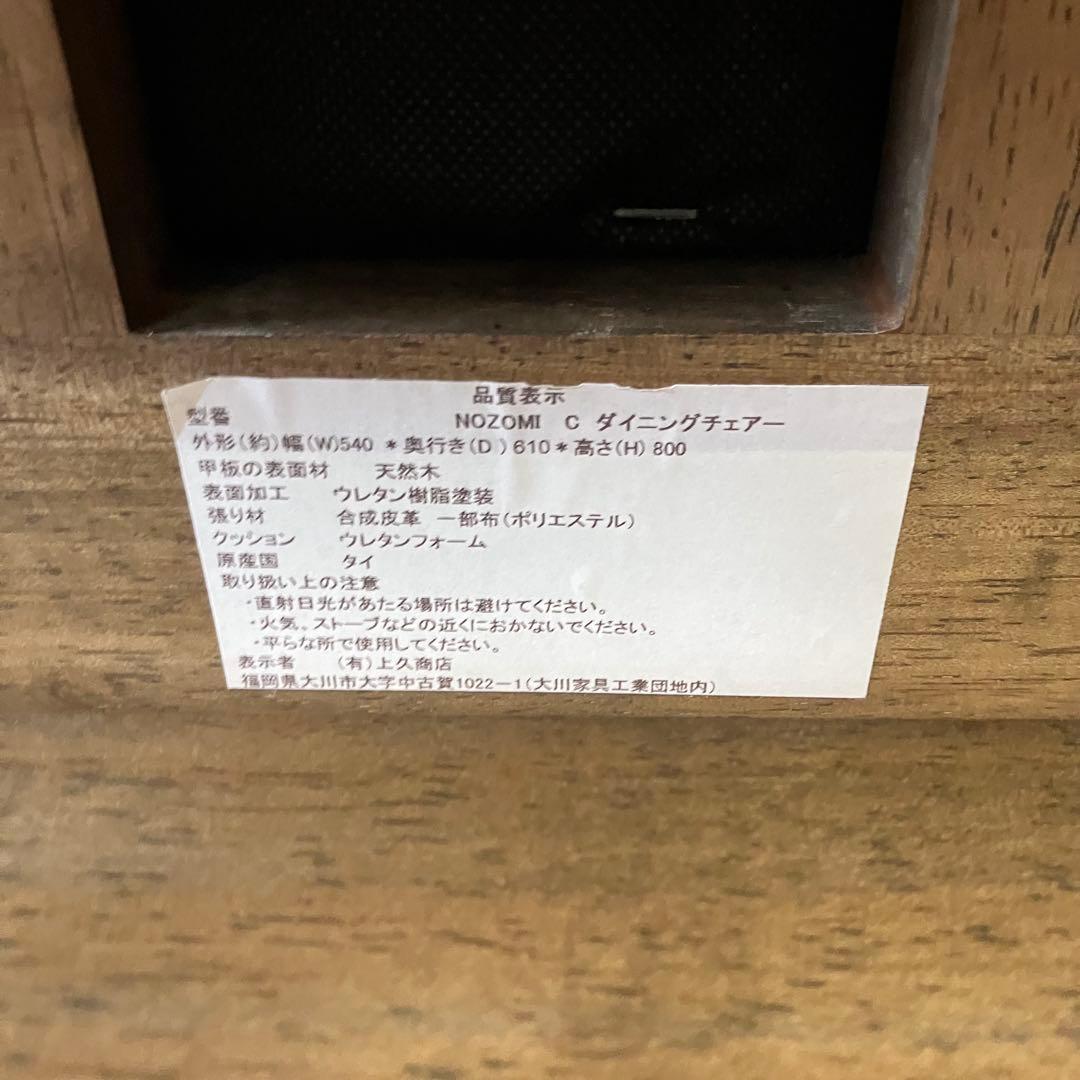 品質表示
型番 NOZOMI C ダイニングチェアー
外形(約)幅(W)540 *奥行き(D)610*高さ(H) 800
甲板の表面材 天然木
表面加工 ウレタン樹脂塗装
張り材 合成皮革 一部布(ポリエステル)
クッション ウレタンフォーム
原産国 タイ
取り扱い上の注意
・直射日光があたる場所は避けてください。
・火気、ストーブなどの近くにおかないでください。
・平らな所で使用してください。
表示者 (有)上久商店
福岡県大川市大字中古賀1022-1(大川家具工業団地内)